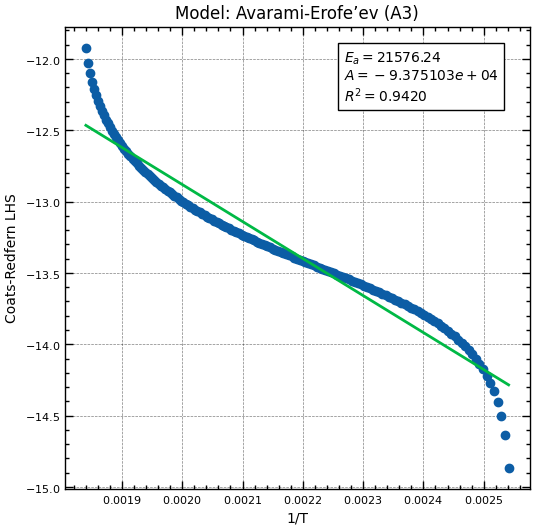 Model: Avarami-Erofe’ev (A3)
E_a = 21576.24
A = −9.375103e + 04
R^2 = 0.9420
Coats-Redfern LHS
−12.0
−12.5
−13.0
−13.5
−14.0
−14.5
−15.0
0.0019 0.0020 0.0021 0.0022 0.0023 0.0024 0.0025
1/T